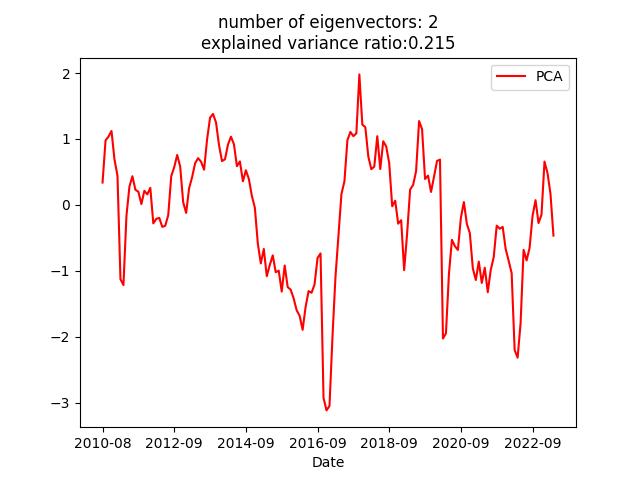 number of eigenvectors: 2
explained variance ratio:0.215
PCA
2
1
0
−1
−2
−3
2010-08 2012-09 2014-09 2016-09 2018-09 2020-09 2022-09
Date